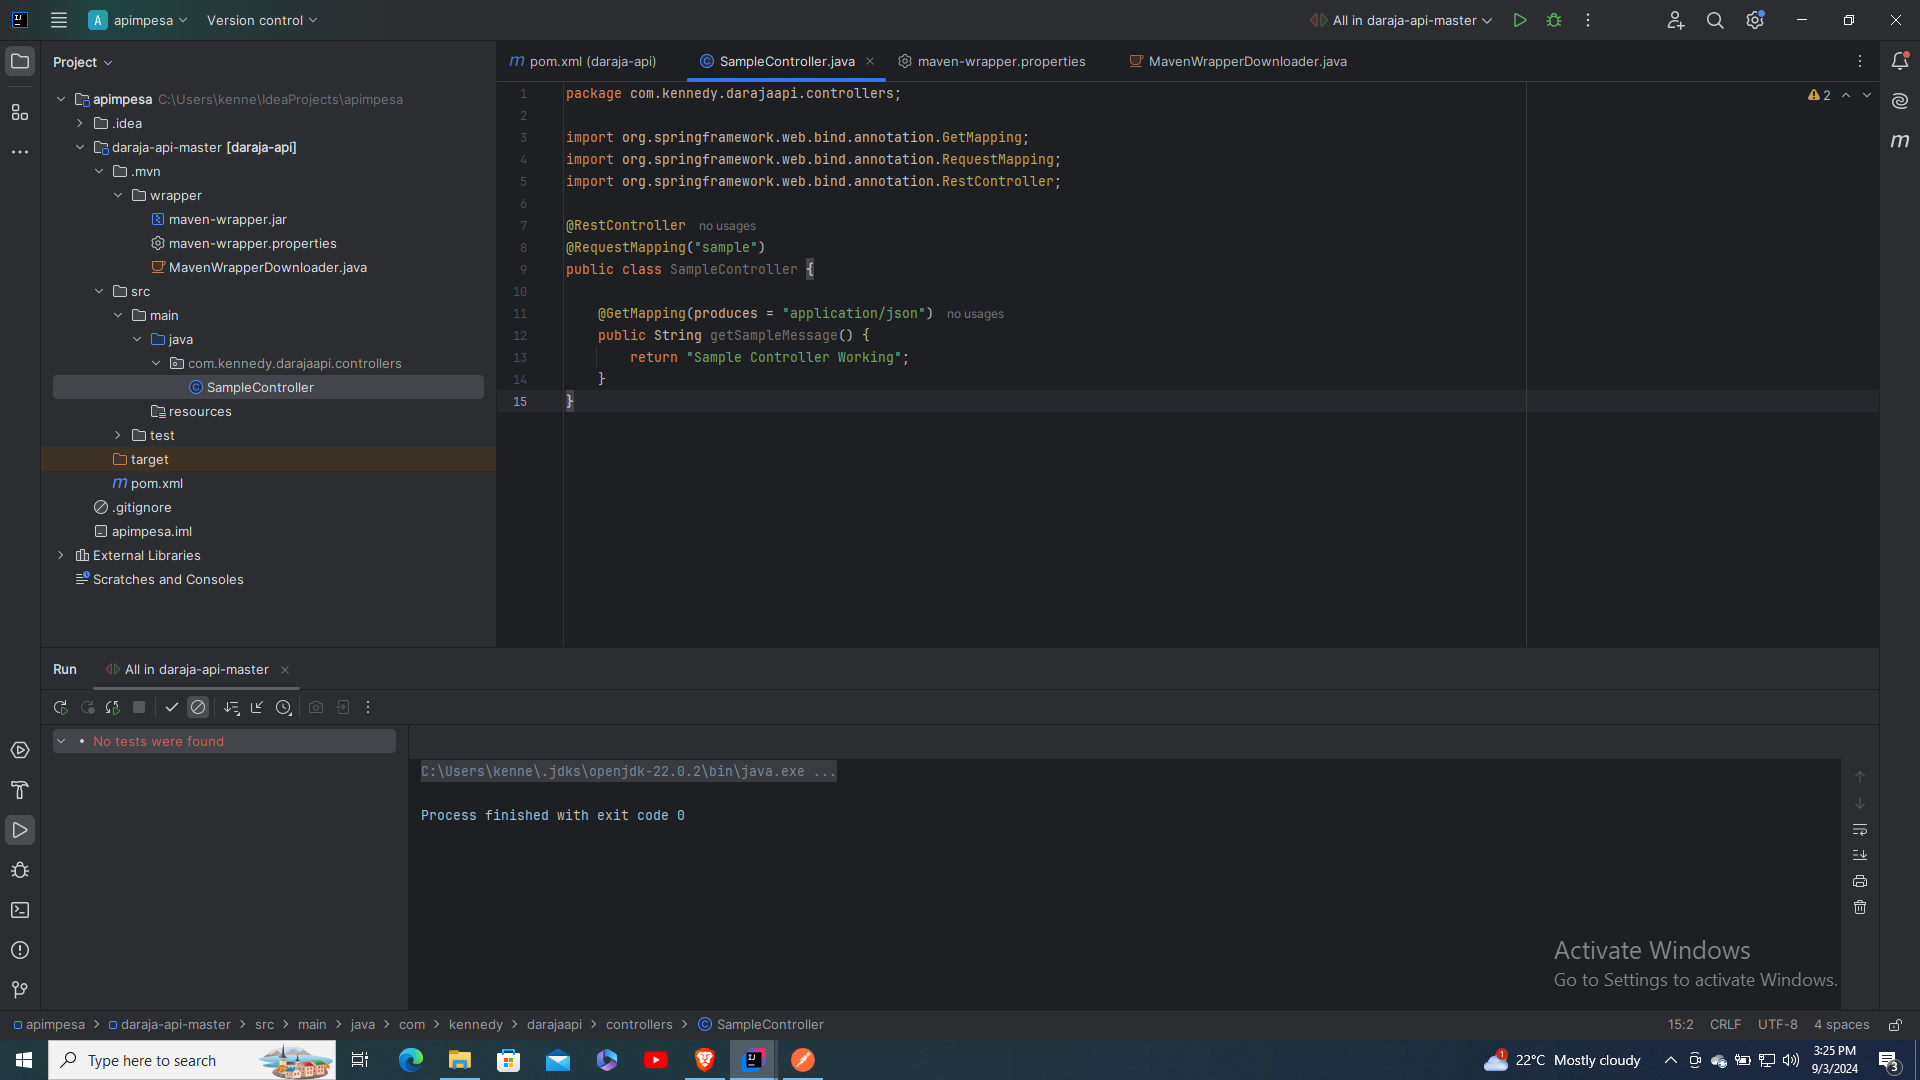 A apimpesa Version control All in daraja-api-master
Project
pom.xml (daraja-api) SampleController.java maven-wrapper.properties MavenWrapperDownloader.java
apimpesa C:\Users\kenne\IdeaProjects\apimpesa
.idea
daraja-api-master [daraja-api]
.mvn
wrapper
maven-wrapper.jar
maven-wrapper.properties
MavenWrapperDownloader.java
src
main
java
com.kennedy.darajaapi.controllers
SampleController
resources
test
target
pom.xml
.gitignore
apimpesa.iml
External Libraries
Scratches and Consoles
2
1 package com.kennedy.darajaapi.controllers;
2
3 import org.springframework.web.bind.annotation.GetMapping;
4 import org.springframework.web.bind.annotation.RequestMapping;
5 import org.springframework.web.bind.annotation.RestController;
6
7 @RestController no usages
8 @RequestMapping("sample")
9 public class SampleController {
10
11 @GetMapping(produces = "application/json") no usages
12 public String getSampleMessage() {
13 return "Sample Controller Working";
14 }
15 }
Run All in daraja-api-master
No tests were found
C:\Users\kenne\.jdks\openjdk-22.0.2\bin\java.exe ...
Process finished with exit code 0
Activate Windows
Go to Settings to activate Windows.
apimpesa > daraja-api-master > src > main > java > com > kennedy > darajaapi > controllers > SampleController 15:2 CRLF UTF-8 4 spaces
Type here to search
1 22°C Mostly cloudy
3:25 PM
9/3/2024
3